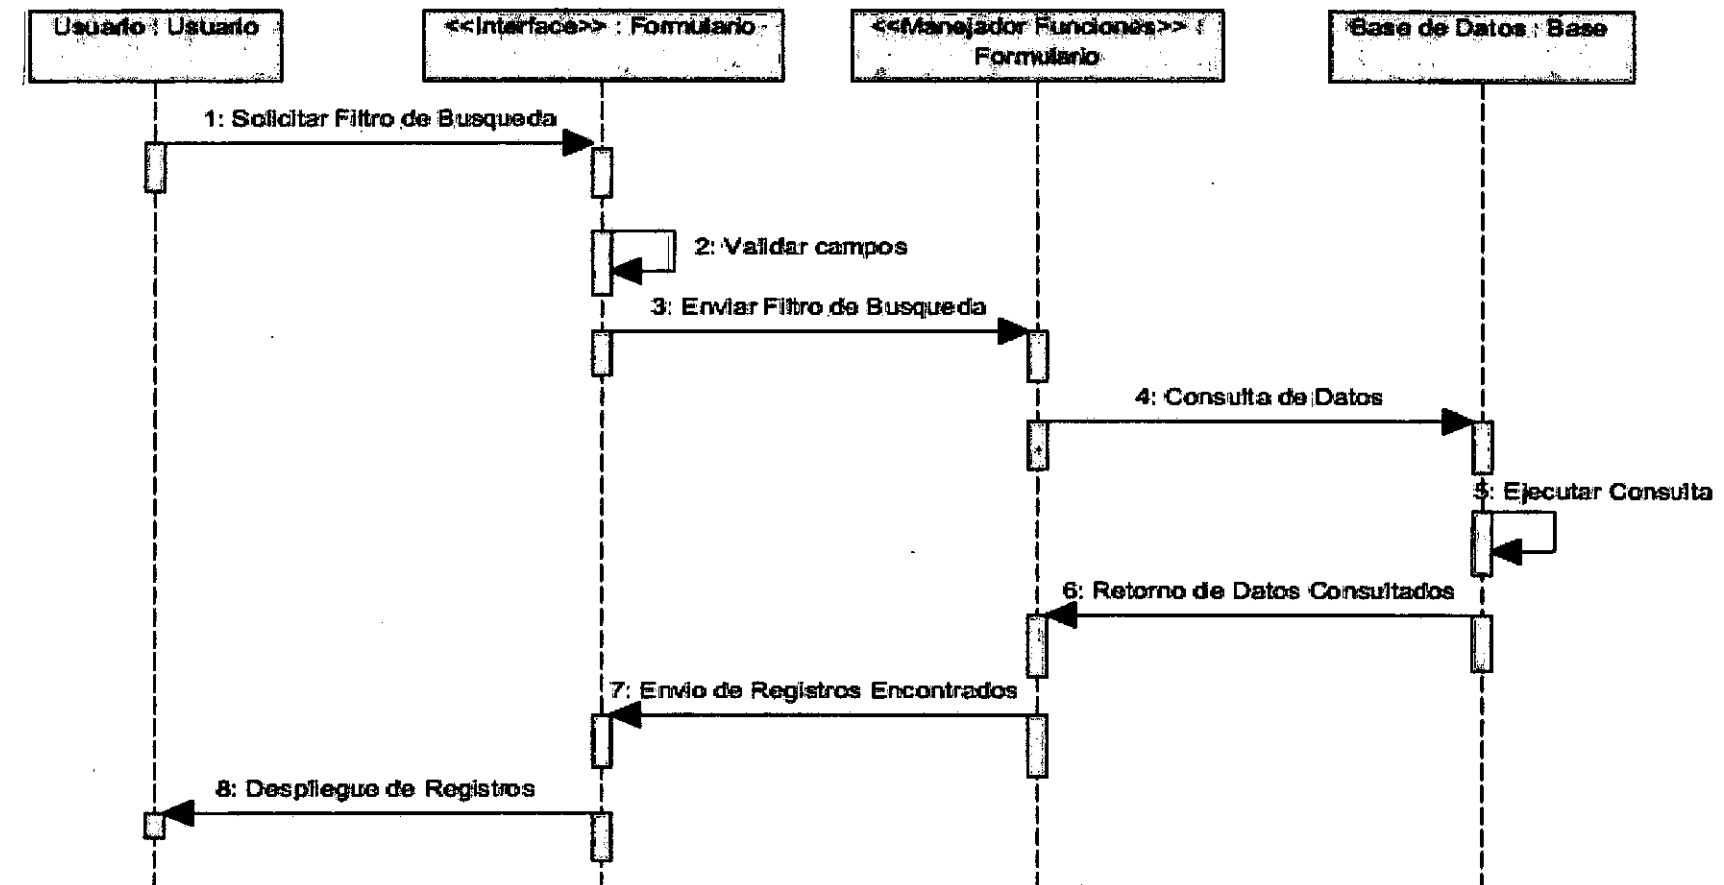 Usuario : Usuario
<<Interface>> : Formulario
<<Manejador Funciones>> :
Formulario
Base de Datos : Base
1: Solicitar Filtro de Busqueda
2: Validar campos
3: Enviar Filtro de Busqueda
4: Consulta de Datos
5: Ejecutar Consulta
6: Retorno de Datos Consultados
7: Envio de Registros Encontrados
8: Despliegue de Registros